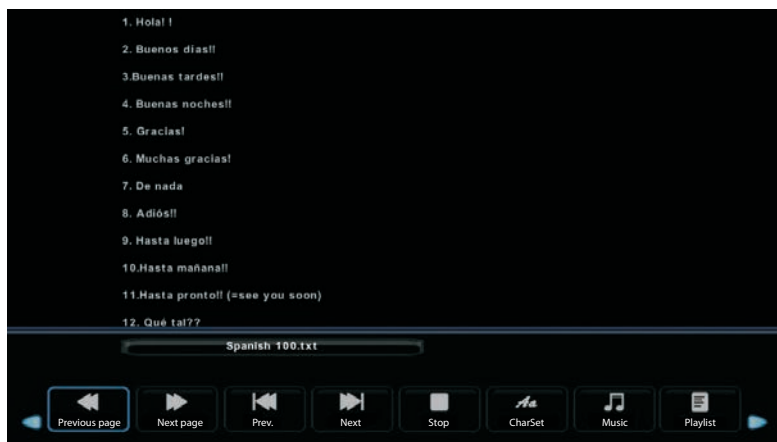 1. Hola! !
2. Buenos días!!
3.Buenas tardes!!
4. Buenas noches!!
5. Gracias!
6. Muchas gracias!
7. De nada
8. Adiós!!
9. Hasta luego!!
10.Hasta mañana!!
11.Hasta pronto!! (=see you soon)
12. Qué tal??
Spanish 100.txt
Previous page Next page Prev. Next Stop Aa CharSet Music Playlist